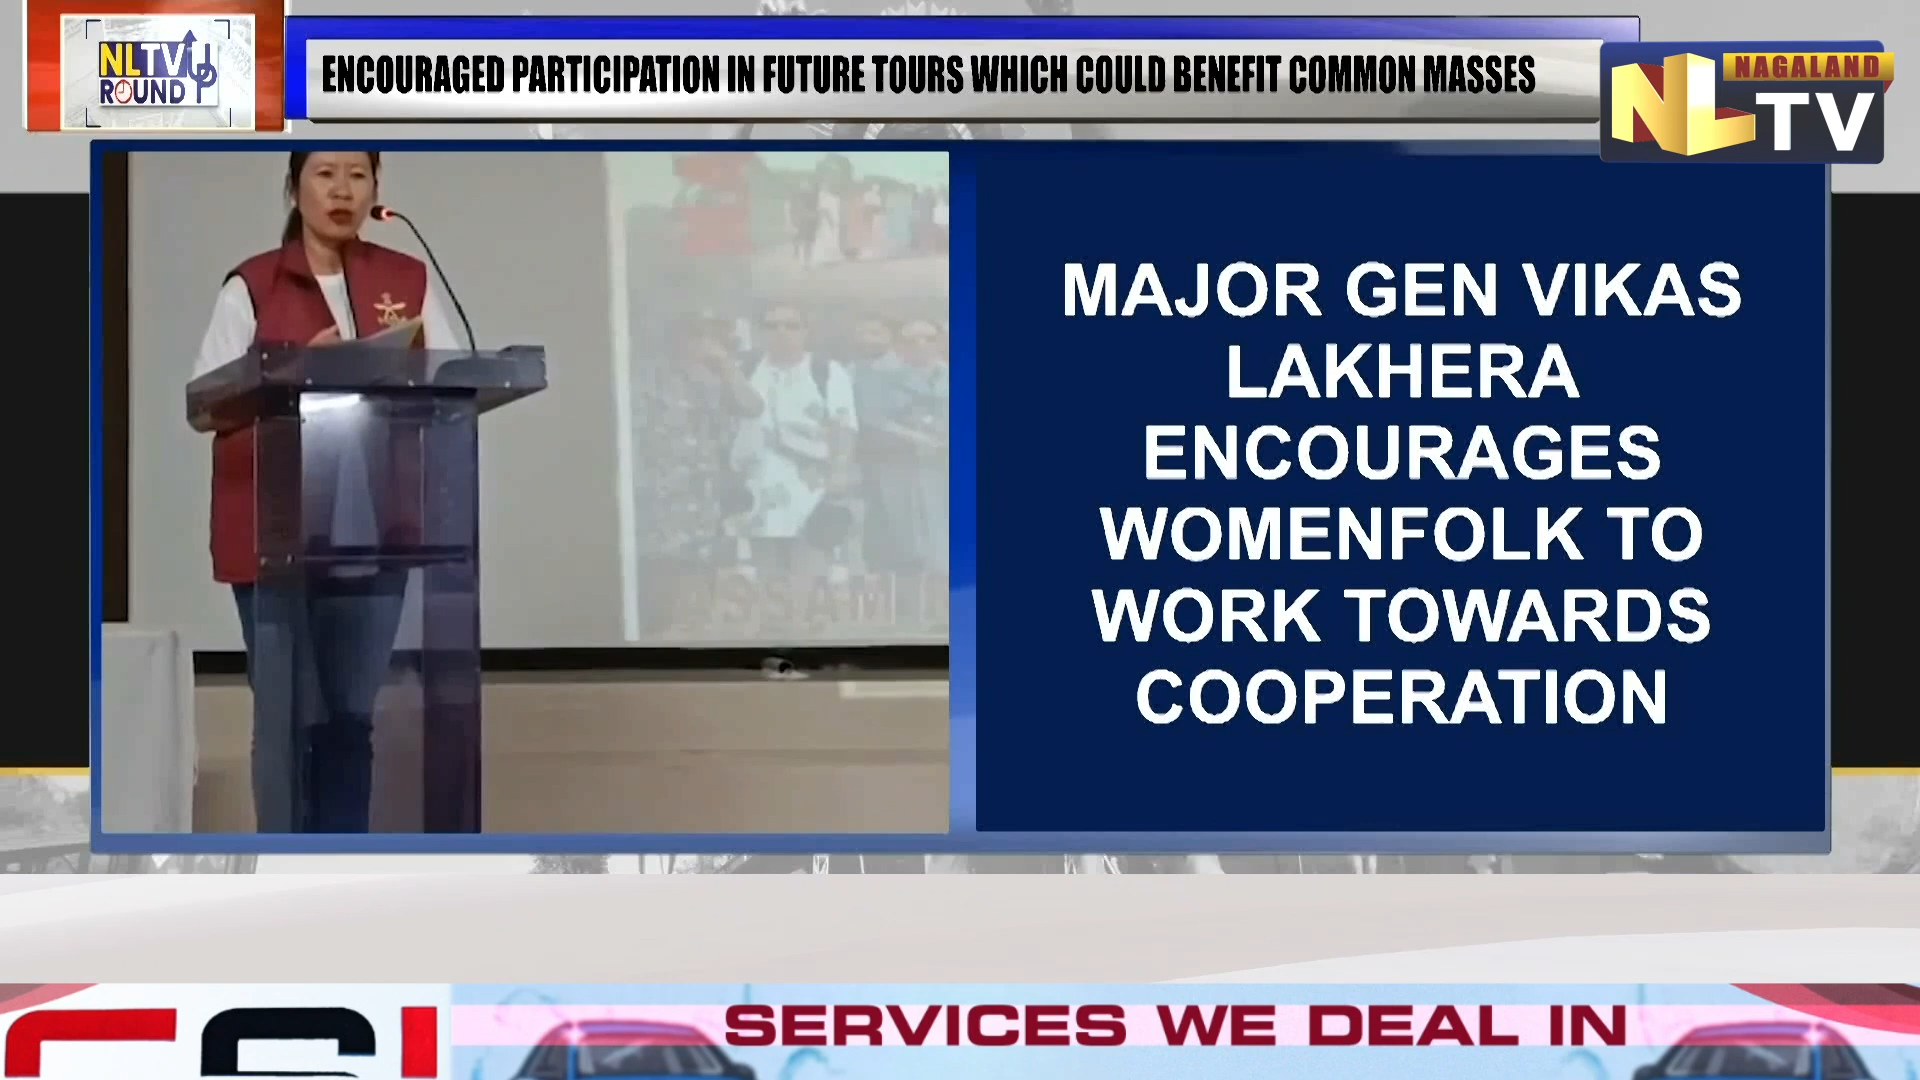 NLTV
ROUND UP
ENCOURAGED PARTICIPATION IN FUTURE TOURS WHICH COULD BENEFIT COMMON MASSES
NAGALAND
NL
TV
MAJOR GEN VIKAS
LAKHERA
ENCOURAGES
WOMENFOLK TO
WORK TOWARDS
COOPERATION
ASSAM
SERVICES WE DEAL IN